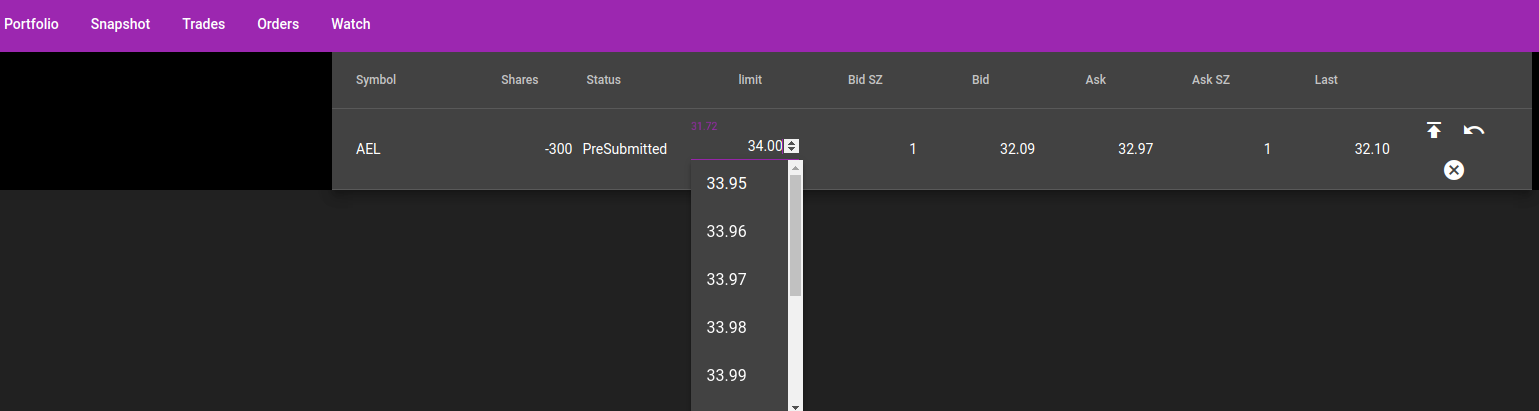 Portfolio Snapshot Trades Orders Watch
Symbol Shares Status limit Bid SZ Bid Ask Ask SZ Last
31.72
AEL -300 PreSubmitted 34.00 1 32.09 32.97 1 32.10
33.95
33.96
33.97
33.98
33.99